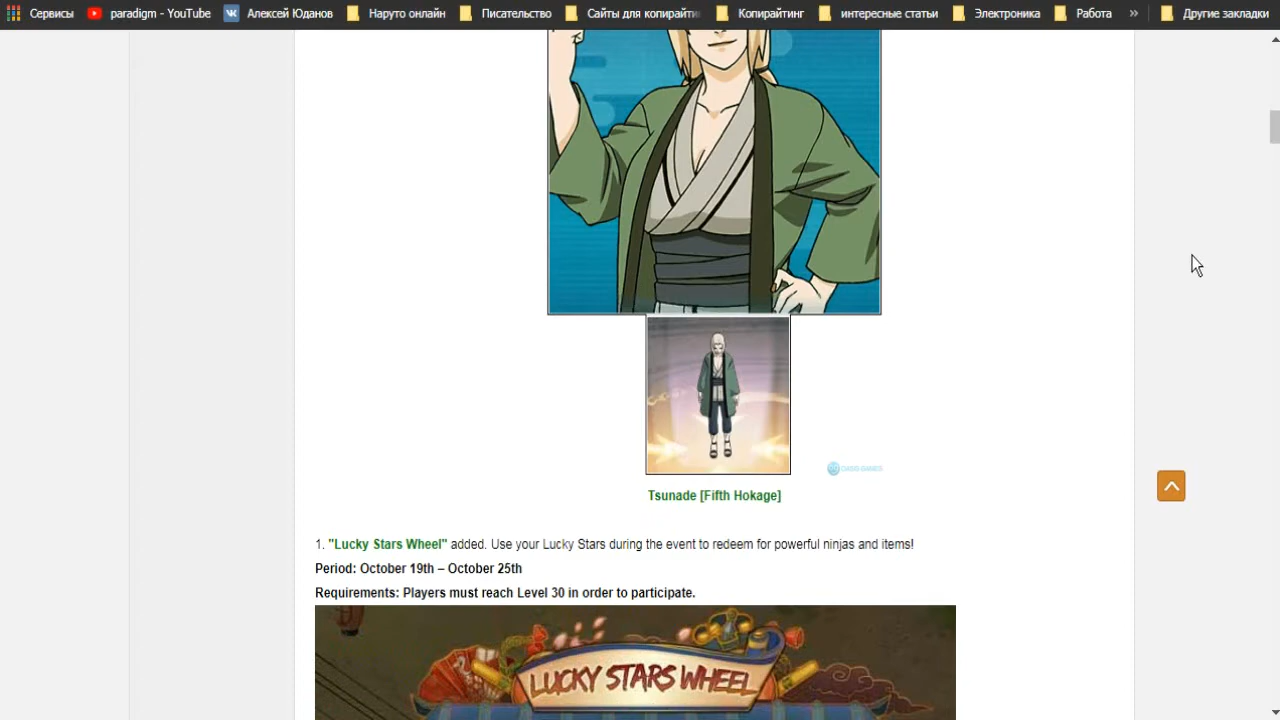 Сервисы paradigm - YouTube Алексей Юданов Наруто онлайн Писательство Сайты для копирайтин Копирайтинг интересные статьи Электроника Работа » Другие закладки
OASIS GAMES
Tsunade [Fifth Hokage]
1. "Lucky Stars Wheel" added. Use your Lucky Stars during the event to redeem for powerful ninjas and items!
Period: October 19th – October 25th
Requirements: Players must reach Level 30 in order to participate.
LUCKY STARS WHEEL